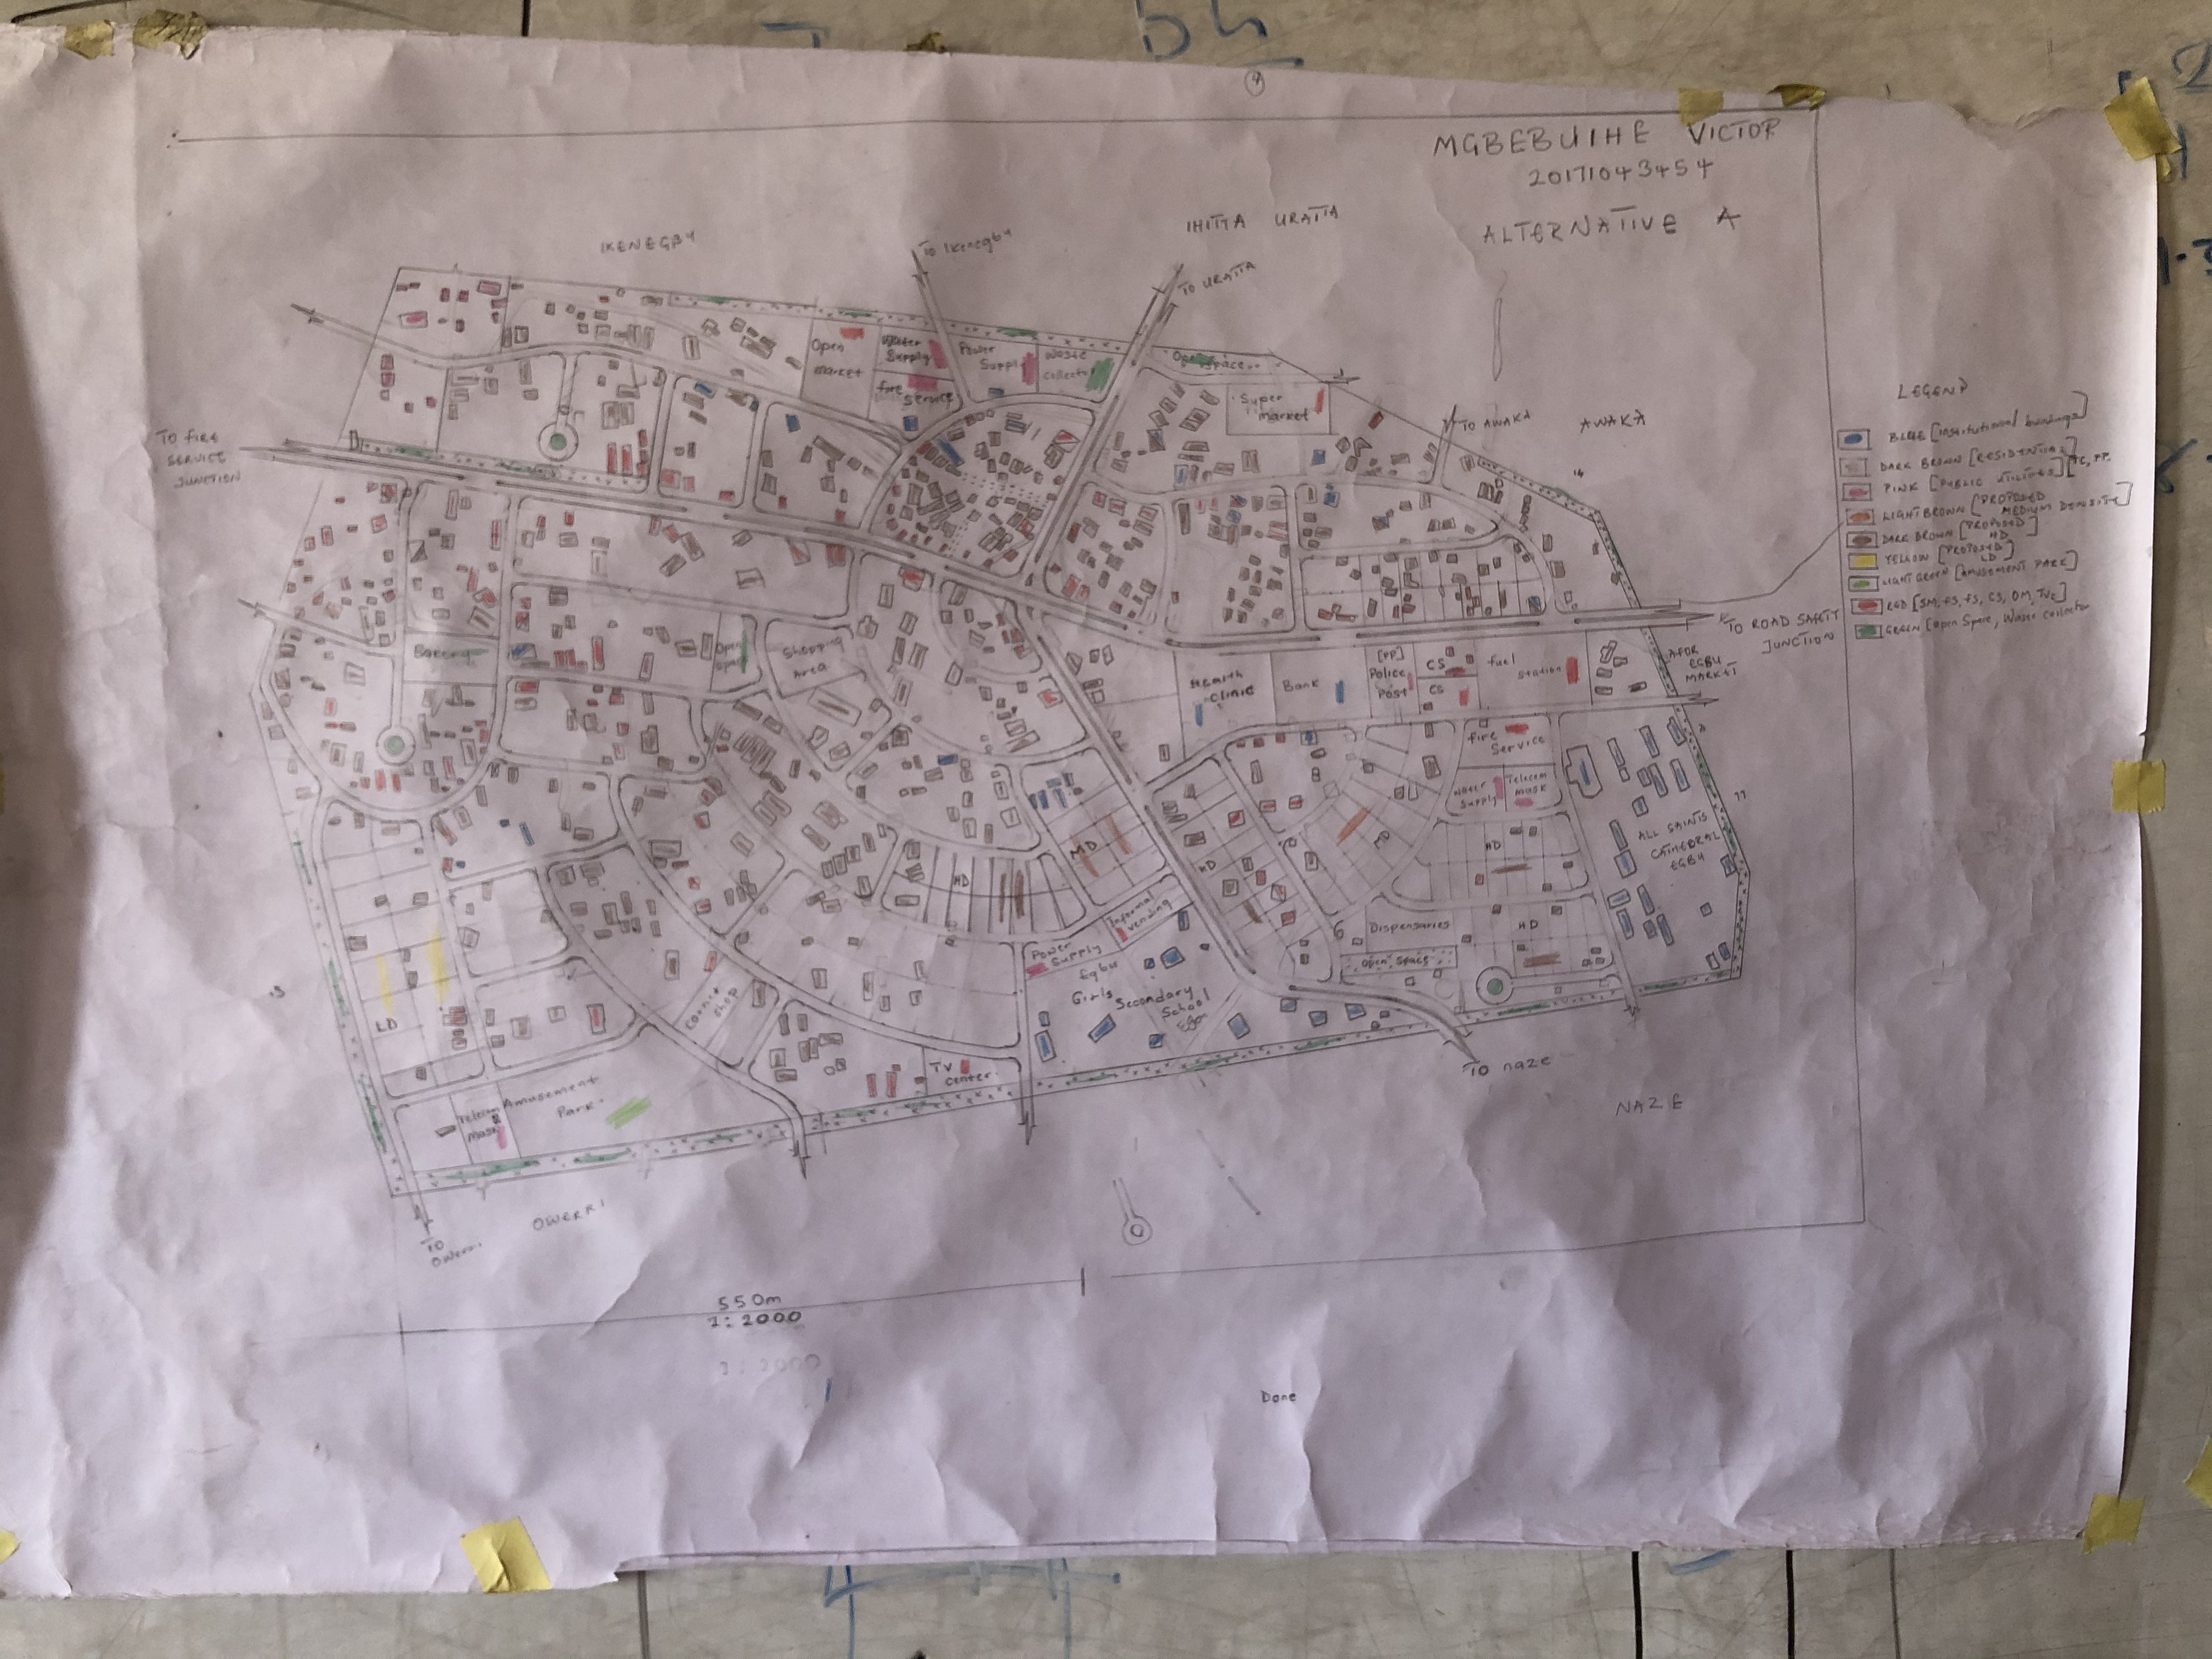 4
MGBEBUIHE VICTOR
20171043454
ALTERNATIVE A
IKENEGBU
TO Ikenegbu
IHITTA URATTA
TO URATTA
Open
market
Water
Supply
fire
service
Power
Supply
Waste
collector
Open space
Super
market
TO AWAKA
AWAKA
14
TO FIRE
SERVICE
JUNCTION
LEGEND
BLUE [Institutional buildings]
DARK BROWN [RESIDENTIAL]
PINK [PUBLIC UTILITIES]
LIGHT BROWN [PROPOSED
MEDIUM DENSITY]
DARK BROWN [PROPOSED
HD]
YELLOW [PROPOSED
LD]
LIGHT GREEN [AMUSEMENT PARK]
RED [SM, FS, CS, OM, TVC]
GREEN [Open Space, Waste collector
TO ROAD SAFETY
JUNCTION
AFOR
EGBU
MARKET
Bakery
Open
space
Shopping
Area
Health
Clinic
Bank
[PP]
Police
Post
CS
CS
fuel
station
fire
Service
Water
Supply
Telecom
mask
ALL SAINTS
CATHEDRAL
EGBU
MD
HD
HD
HD
HD
Dispensaries
open space
Informal
vending
Power
Supply
Egbu
Girls
Secondary
School
Corner
shop
TV
center
LD
Telecom
mask
Amusement
Park
TO naze
NAZE
OWERRI
TO
Owerri
550m
1:2000
1:2000
Done